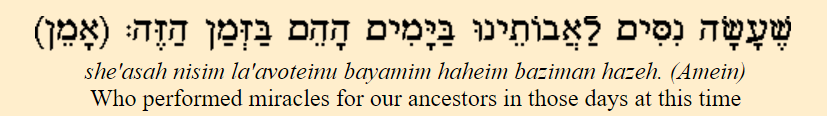 שֶׁעָשָׂה נִסִּים לַאֲבוֹתֵינוּ בַּיָּמִים הָהֵם בַּזְּמַן הַזֶּה: (אָמֵן)
she'asah nisim la'avoteinu bayamim haheim baziman hazeh. (Amein)
Who performed miracles for our ancestors in those days at this time